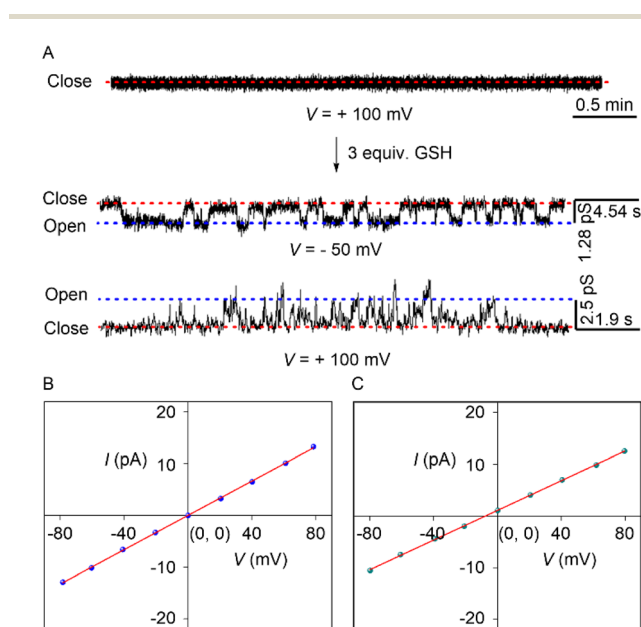 A
Close
0.5 min
V = + 100 mV
3 equiv. GSH
Close
Open
4.54 s
1.28 pS
V = - 50 mV
Open
Close
2.5 pS
1.9 s
V = + 100 mV
B
20
I (pA)
10
-80 -40 (0, 0) 40 80
V (mV)
-10
-20
C
20
I (pA)
10
-80 -40 (0, 0) 40 80
V (mV)
-10
-20